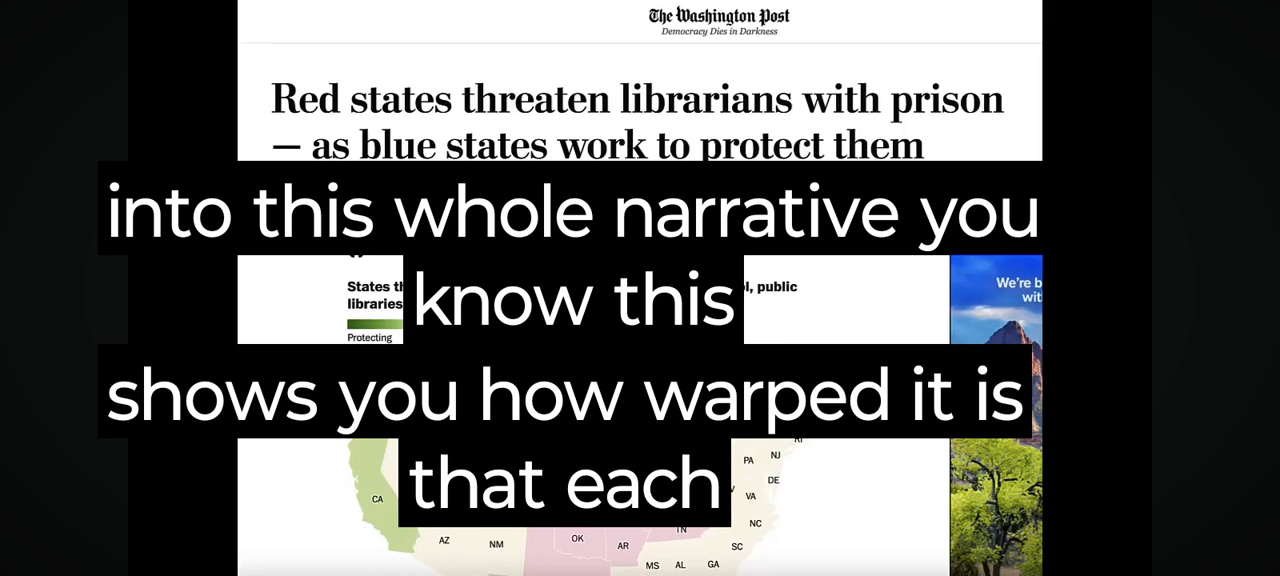 The Washington Post
Democracy Dies in Darkness
Red states threaten librarians with prison
— as blue states work to protect them
into this whole narrative you
know this
shows you how warped it is
that each
We're b
wit
States
public
libraries
Protecting
RI
PA NJ
DE
CA
VA
NC
AZ NM OK AR TN SC
MS AL GA